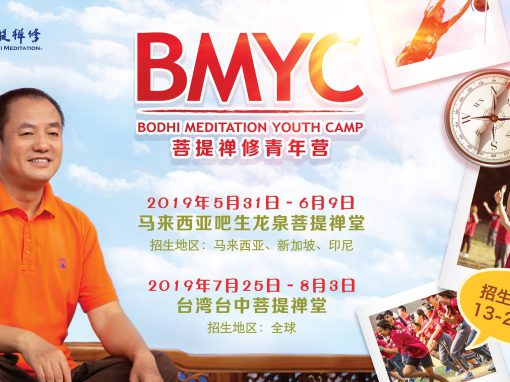 提禅修
I MEDITATION
BMYC
BODHI MEDITATION YOUTH CAMP
菩提禅修青年营
2019年5月31日 - 6月9日
马来西亚吧生龙泉菩提禅堂
招生地区：马来西亚、新加坡、印尼
2019年7月25日 - 8月3日
台湾台中菩提禅堂
招生地区：全球
招生
13-2